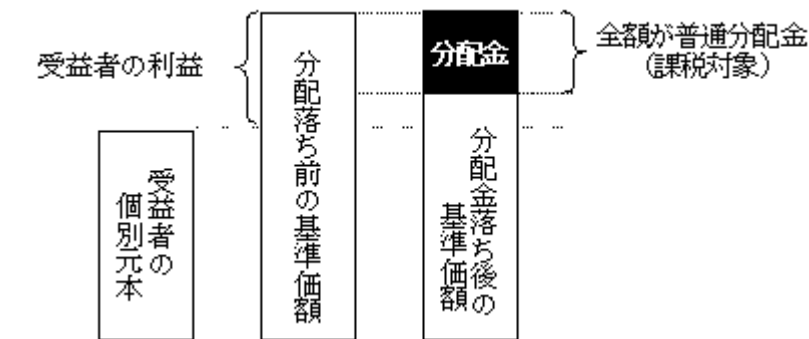 受益者の利益
分配落ち前の基準価額
分配金
全額が普通分配金
(課税対象)
受益者の
個別元本
分配金落ち後の
基準価額